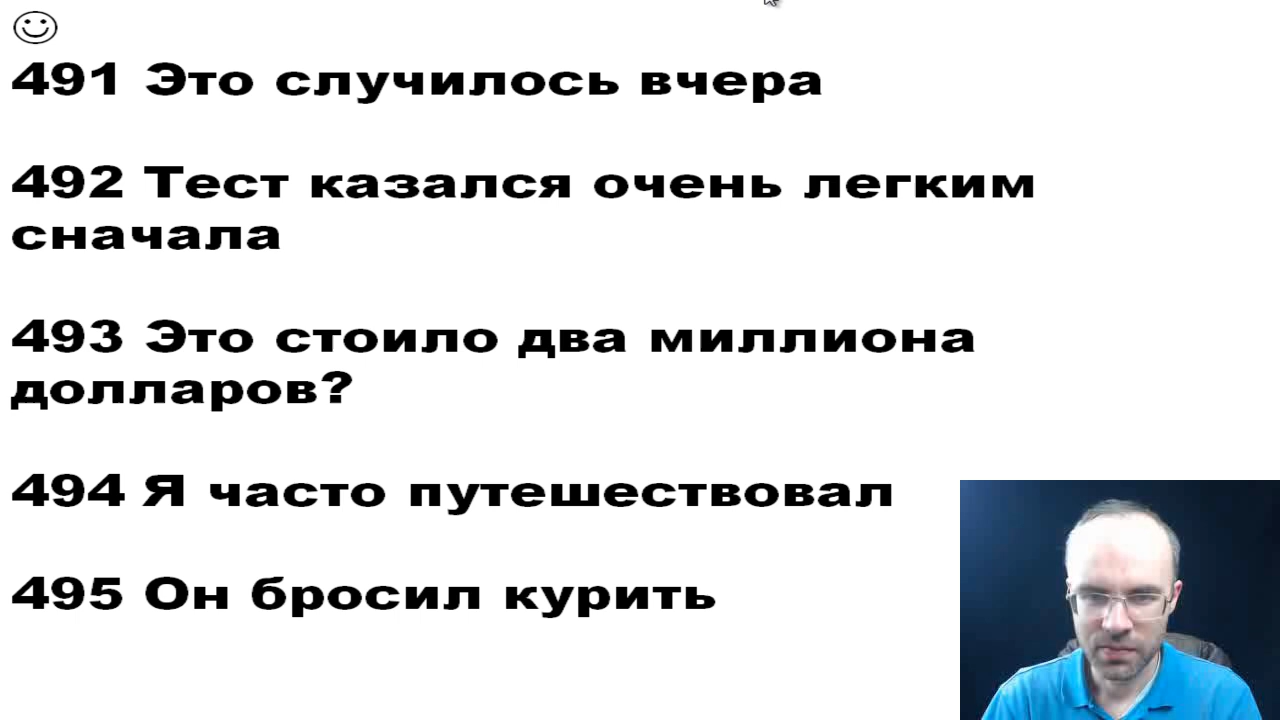 491 Это случилось вчера
492 Тест казался очень легким
сначала
493 Это стоило два миллиона
долларов?
494 Я часто путешествовал
495 Он бросил курить